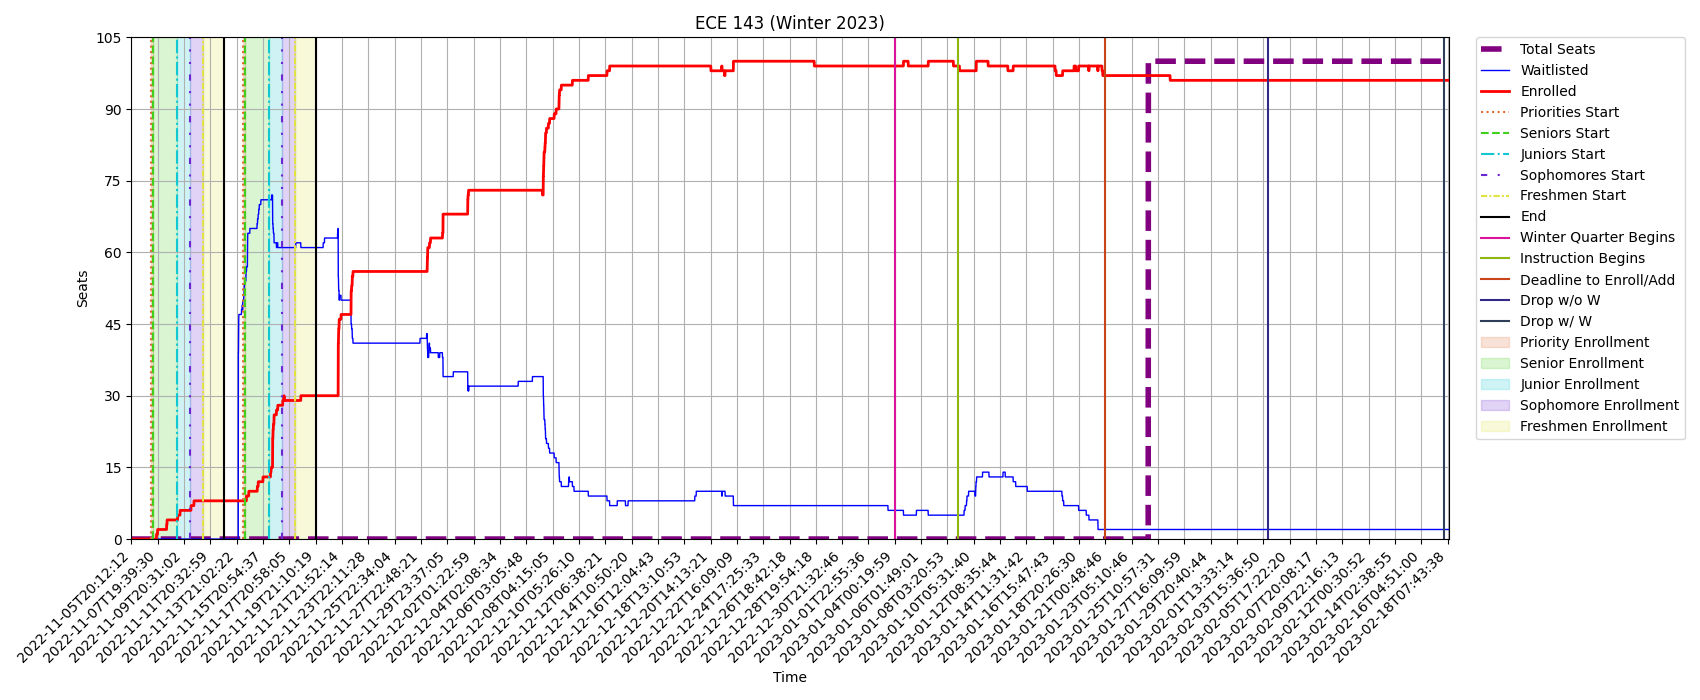 ECE 143 (Winter 2023)
105
90
75
60
45
30
15
0
Seats
2022-11-05T20:12:12
2022-11-07T19:39:30
2022-11-09T20:31:02
2022-11-11T20:32:59
2022-11-13T21:02:22
2022-11-15T20:54:37
2022-11-17T20:58:05
2022-11-19T21:10:19
2022-11-21T21:52:14
2022-11-23T22:11:28
2022-11-25T22:34:04
2022-11-27T22:48:21
2022-11-29T23:37:05
2022-12-02T01:22:59
2022-12-04T02:08:34
2022-12-06T03:05:48
2022-12-08T04:15:05
2022-12-10T05:26:10
2022-12-12T06:38:21
2022-12-14T10:50:20
2022-12-16T12:04:43
2022-12-18T13:10:53
2022-12-20T14:13:21
2022-12-22T16:09:09
2022-12-24T17:25:33
2022-12-26T18:42:18
2022-12-28T19:54:18
2022-12-30T21:32:46
2023-01-01T22:55:36
2023-01-04T00:19:59
2023-01-06T01:49:01
2023-01-08T03:20:53
2023-01-10T05:31:40
2023-01-12T08:35:44
2023-01-14T11:31:42
2023-01-16T15:47:43
2023-01-18T20:26:30
2023-01-21T00:48:46
2023-01-23T05:10:46
2023-01-25T10:57:31
2023-01-27T16:09:59
2023-01-29T20:40:44
2023-02-01T13:33:14
2023-02-03T15:36:50
2023-02-05T17:22:20
2023-02-07T20:08:17
2023-02-09T22:16:13
2023-02-12T00:30:52
2023-02-14T02:38:55
2023-02-16T04:51:00
2023-02-18T07:43:38
Time
Total Seats
Waitlisted
Enrolled
Priorities Start
Seniors Start
Juniors Start
Sophomores Start
Freshmen Start
End
Winter Quarter Begins
Instruction Begins
Deadline to Enroll/Add
Drop w/o W
Drop w/ W
Priority Enrollment
Senior Enrollment
Junior Enrollment
Sophomore Enrollment
Freshmen Enrollment